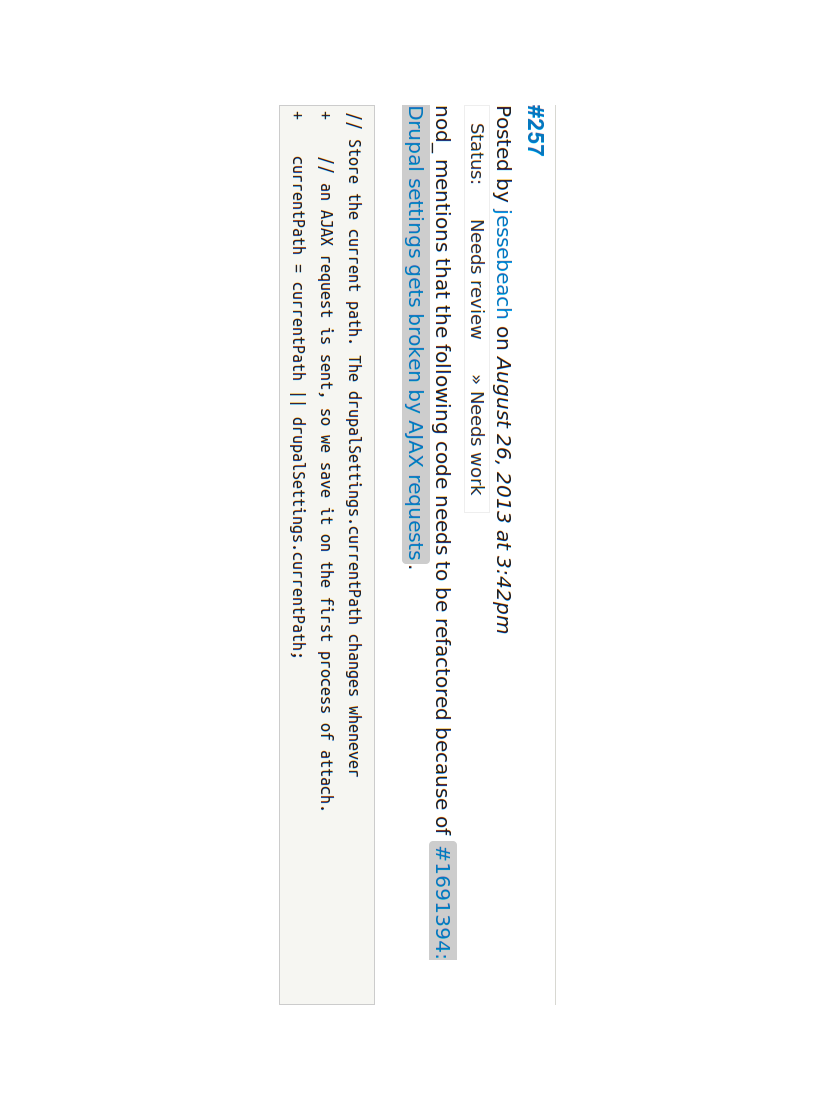 #257
Posted by jessebeach on August 26, 2013 at 3:42pm
Status: Needs review » Needs work
nod_ mentions that the following code needs to be refactored because of #1691394:
Drupal settings gets broken by AJAX requests.
// Store the current path. The drupalSettings.currentPath changes whenever
+ // an AJAX request is sent, so we save it on the first process of attach.
+ currentPath = currentPath || drupalSettings.currentPath;